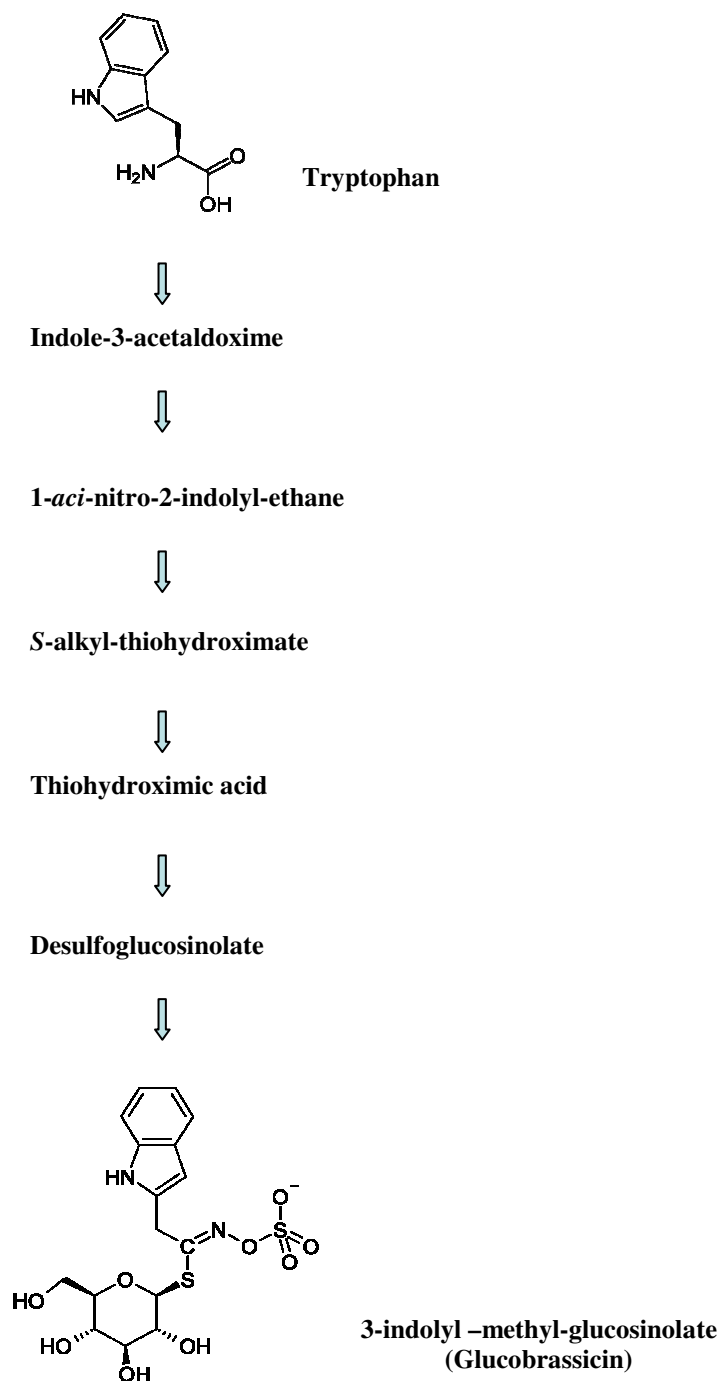 HN
H₂N
O
OH
Tryptophan
Indole-3-acetaldoxime
1-aci-nitro-2-indolyl-ethane
S-alkyl-thiohydroximate
Thiohydroximic acid
Desulfoglucosinolate
HN
O⁻
C
N
O
S
O
O
S
O
HO
HO
OH
OH
3-indolyl –methyl-glucosinolate
(Glucobrassicin)